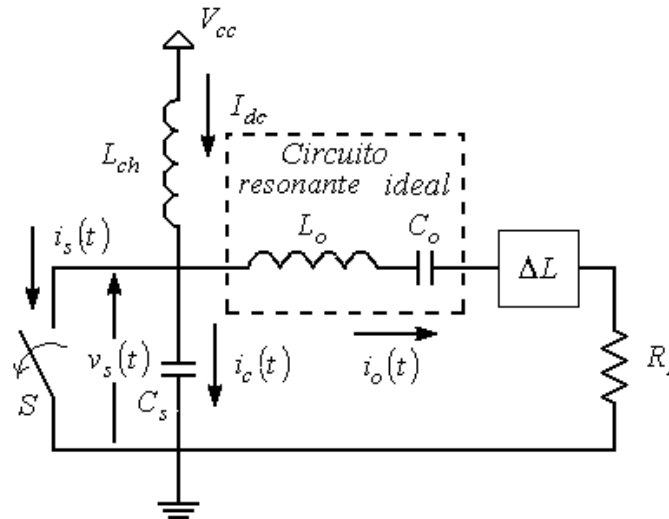 V_cc
I_dc
L_ch
Circuito
resonante ideal
L_o
C_o
i_s(t)
ΔL
v_s(t)
i_c(t)
i_o(t)
S
C_s